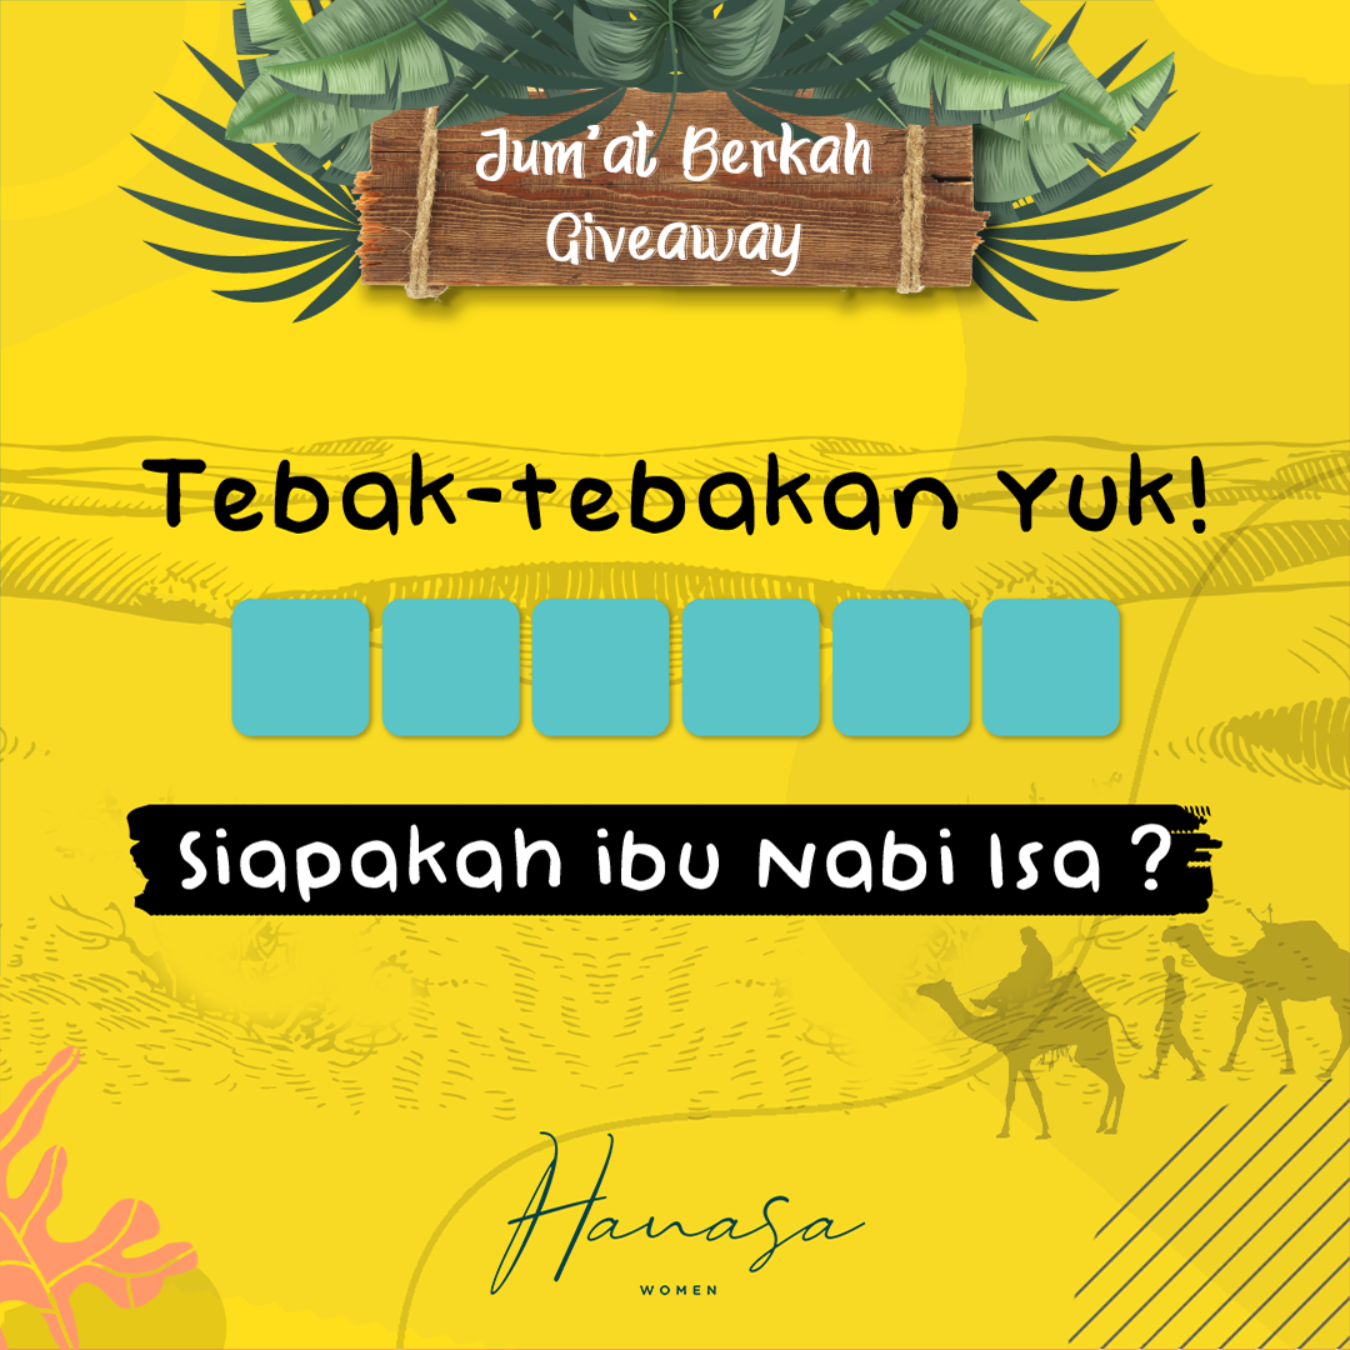 Jum'at Berkah
Giveaway
Tebak-tebakan Yuk!
Siapakah ibu Nabi Isa ?
Hanasa
WOMEN